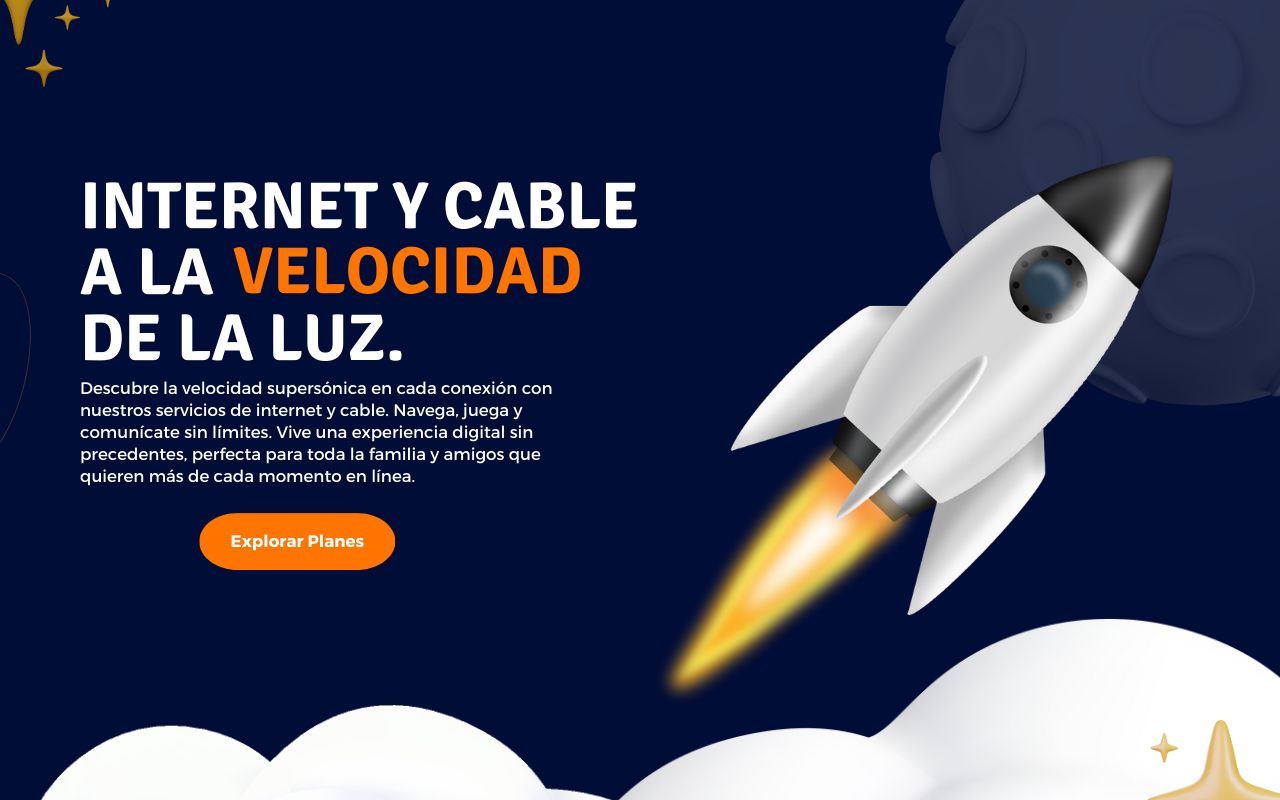 INTERNET Y CABLE
A LA VELOCIDAD
DE LA LUZ.
Descubre la velocidad supersónica en cada conexión con
nuestros servicios de internet y cable. Navega, juega y
comunícate sin límites. Vive una experiencia digital sin
precedentes, perfecta para toda la familia y amigos que
quieren más de cada momento en línea.
Explorar Planes